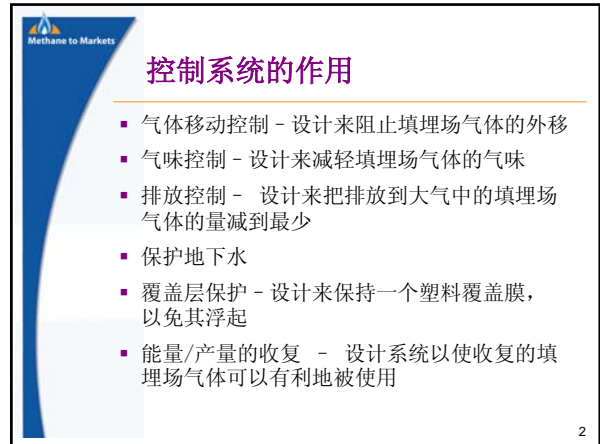 Methane to Markets
控制系统的作用
▪ 气体移动控制－设计来阻止填埋场气体的外移
▪ 气味控制－设计来减轻填埋场气体的气味
▪ 排放控制－ 设计来把排放到大气中的填埋场
气体的量减到最少
▪ 保护地下水
▪ 覆盖层保护－设计来保持一个塑料覆盖膜，
以免其浮起
▪ 能量/产量的收复 － 设计系统以使收复的填
埋场气体可以有利地被使用
2